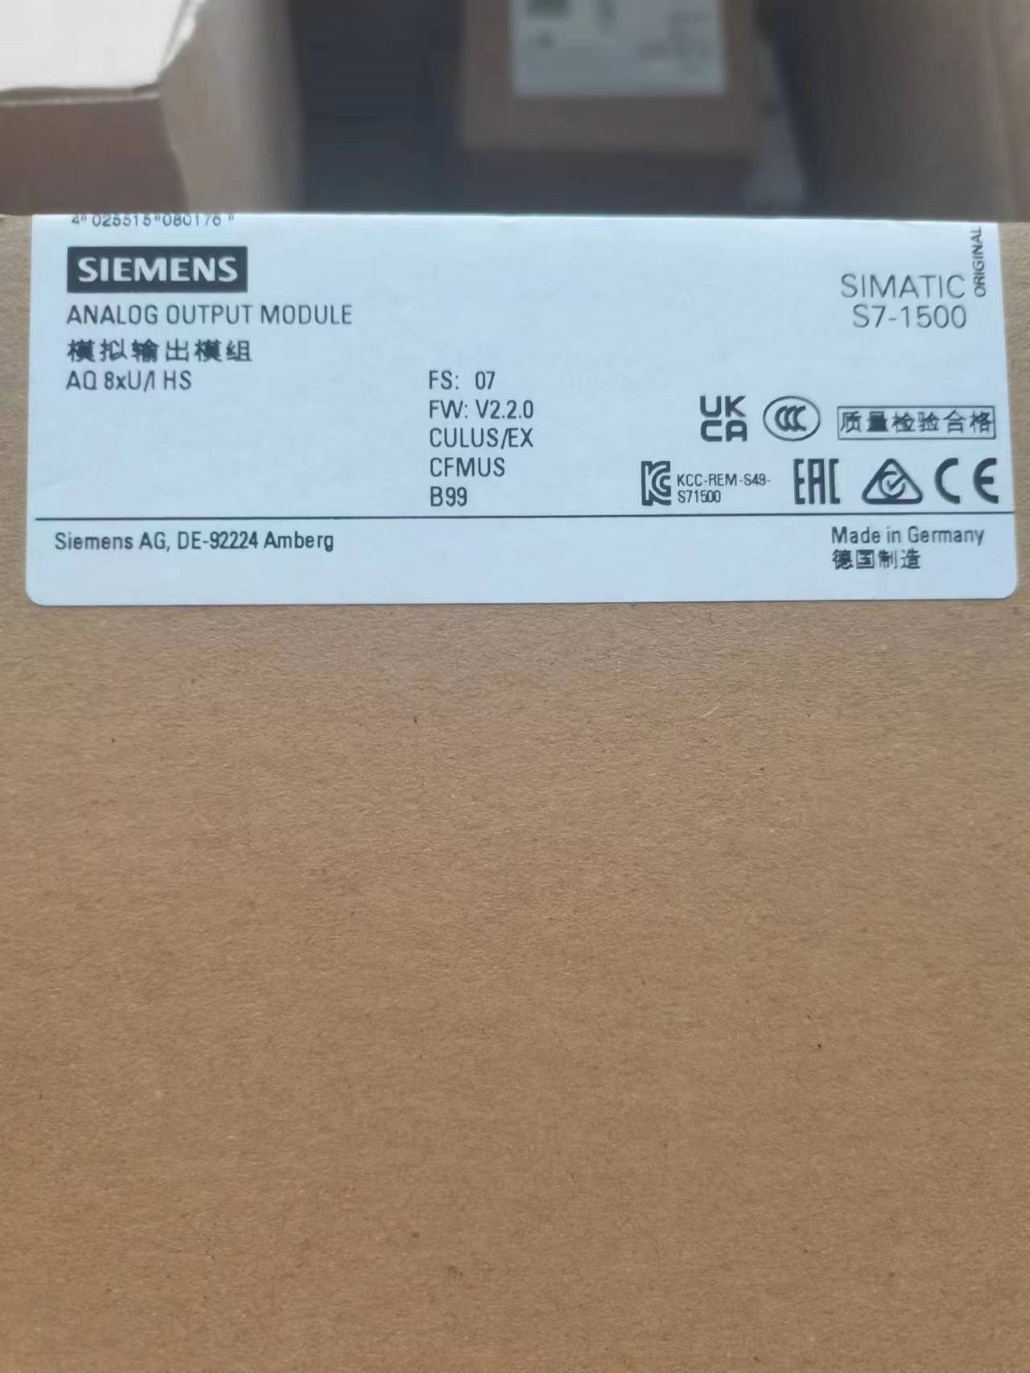 4" 025515"080176"
SIEMENS
ORIGINAL
SIMATIC
S7-1500
ANALOG OUTPUT MODULE
模拟输出模组
AQ 8xU/I HS
FS: 07
FW: V2.2.0
CULUS/EX
CFMUS
B99
UK
CA
CCC
质量检验合格
KCC-REM-S49-
S71500
EAC
CE
Siemens AG, DE-92224 Amberg
Made in Germany
德国制造